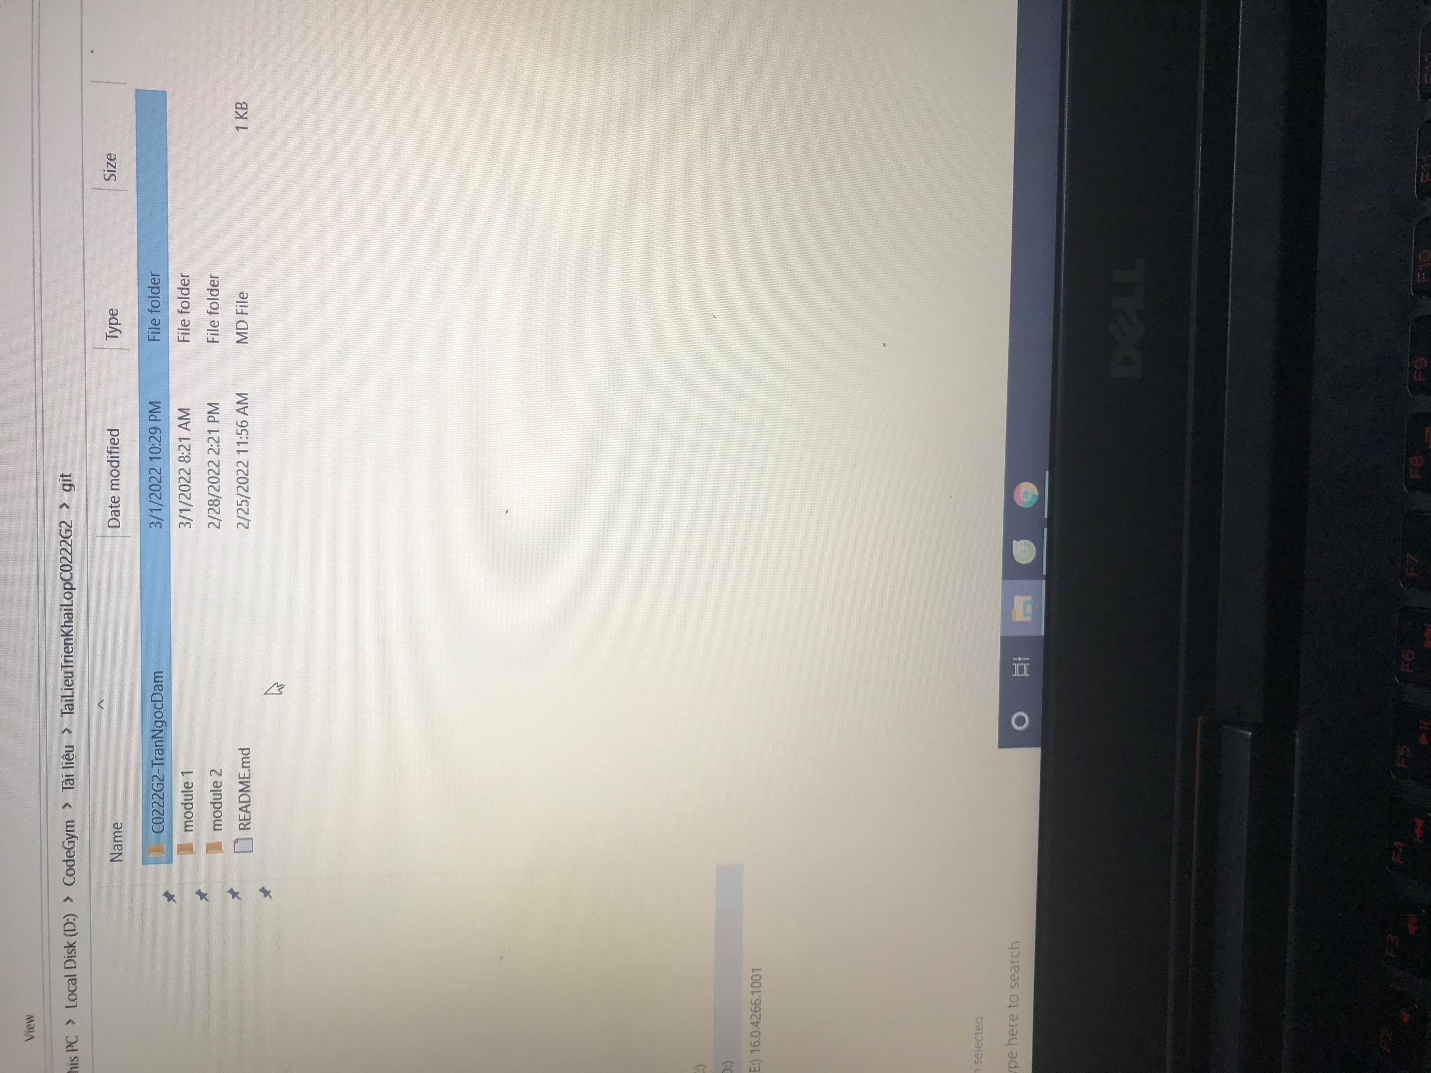 View
his PC > Local Disk (D:) > CodeGym > Tài liệu > TaiLieuTrienKhaiLopC0222G2 > git
Name Date modified Type Size
C0222G2-TranNgocDam 3/1/2022 10:29 PM File folder
module 1 3/1/2022 8:21 AM File folder
module 2 2/28/2022 2:21 PM File folder
README.md 2/25/2022 11:56 AM MD File 1 KB
:)
D:)
E:) 16.0.4266.1001
selected
ype here to search
DELL
F2 F3 F4 F5 F6 F7 F8 F9 F10 F11